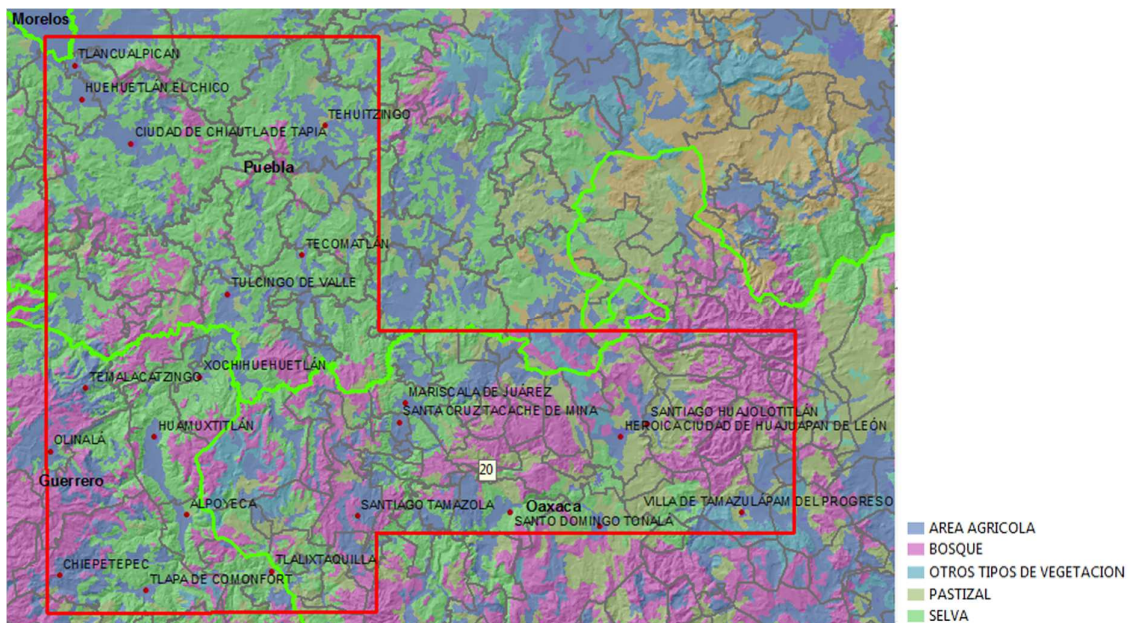 Morelos
TLANCUALPICAN
HUEHUETLÁN EL CHICO
TEHUITZINGO
CIUDAD DE CHIAUTLA DE TAPIA
Puebla
TECOMATLÁN
TULCINGO DE VALLE
XOCHIHUEHUETLÁN
TEMALACATZINGO
MARISCALA DE JUÁREZ
SANTA CRUZ TACACHE DE MINA
SANTIAGO HUAJOLOTITLÁN
HEROICA CIUDAD DE HUAJUAPAN DE LEÓN
HUAMUXTITLÁN
OLINALÁ
20
Guerrero
ALPOYECA
SANTIAGO TAMAZOLA
Oaxaca
VILLA DE TAMAZULÁPAM DEL PROGRESO
SANTO DOMINGO TONALÁ
CHIEPETEPEC
TLALIXTAQUILLA
TLAPA DE COMONFORT
AREA AGRICOLA
BOSQUE
OTROS TIPOS DE VEGETACION
PASTIZAL
SELVA